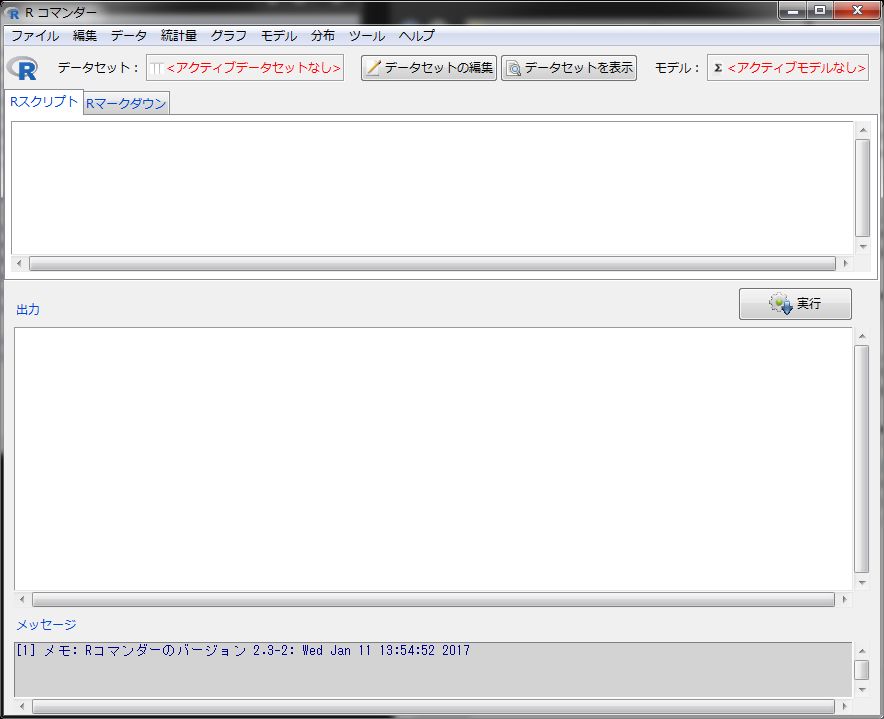 R コマンダー
ファイル 編集 データ 統計量 グラフ モデル 分布 ツール ヘルプ
R データセット： <アクティブデータセットなし> データセットの編集 データセットを表示 モデル： Σ <アクティブモデルなし>
Rスクリプト Rマークダウン
出力 実行
メッセージ
[1] メモ: Rコマンダーのバージョン 2.3-2: Wed Jan 11 13:54:52 2017